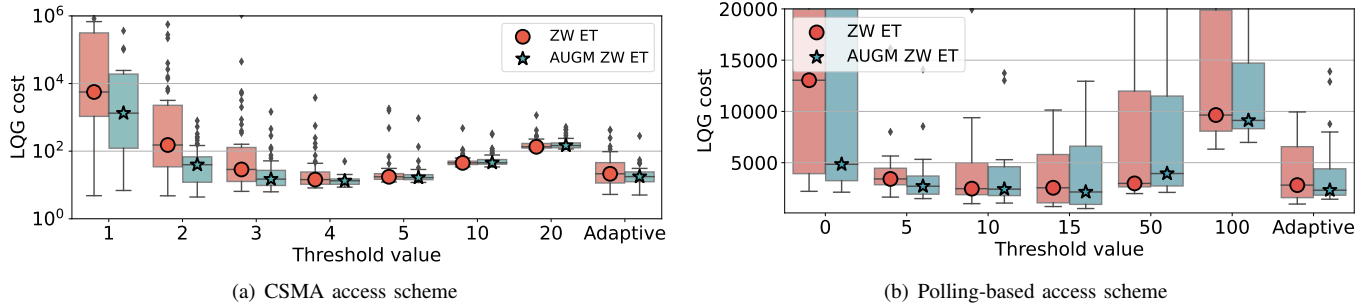 10^6
10^4
10^2
10^0
LQG cost
ZW ET
AUGM ZW ET
1 2 3 4 5 10 20 Adaptive
Threshold value
(a) CSMA access scheme
20000
15000
10000
5000
LQG cost
ZW ET
AUGM ZW ET
0 5 10 15 50 100 Adaptive
Threshold value
(b) Polling-based access scheme